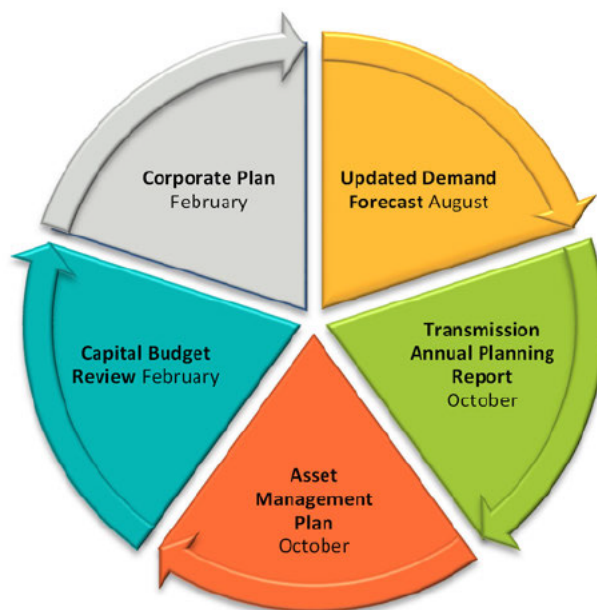 Corporate Plan
February
Updated Demand
Forecast August
Transmission
Annual Planning
Report
October
Asset
Management
Plan
October
Capital Budget
Review February